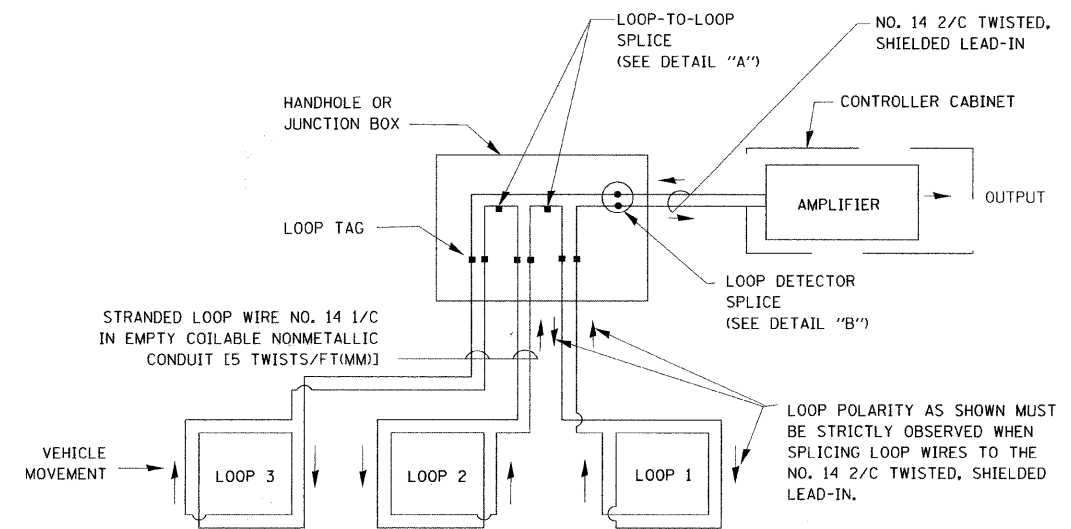 LOOP-TO-LOOP
SPLICE
(SEE DETAIL "A")
NO. 14 2/C TWISTED,
SHIELDED LEAD-IN
HANDHOLE OR
JUNCTION BOX
CONTROLLER CABINET
AMPLIFIER
OUTPUT
LOOP TAG
LOOP DETECTOR
SPLICE
(SEE DETAIL "B")
STRANDED LOOP WIRE NO. 14 1/C
IN EMPTY COILABLE NONMETALLIC
CONDUIT [5 TWISTS/FT(MM)]
LOOP POLARITY AS SHOWN MUST
BE STRICTLY OBSERVED WHEN
SPLICING LOOP WIRES TO THE
NO. 14 2/C TWISTED, SHIELDED
LEAD-IN.
VEHICLE
MOVEMENT
LOOP 3
LOOP 2
LOOP 1